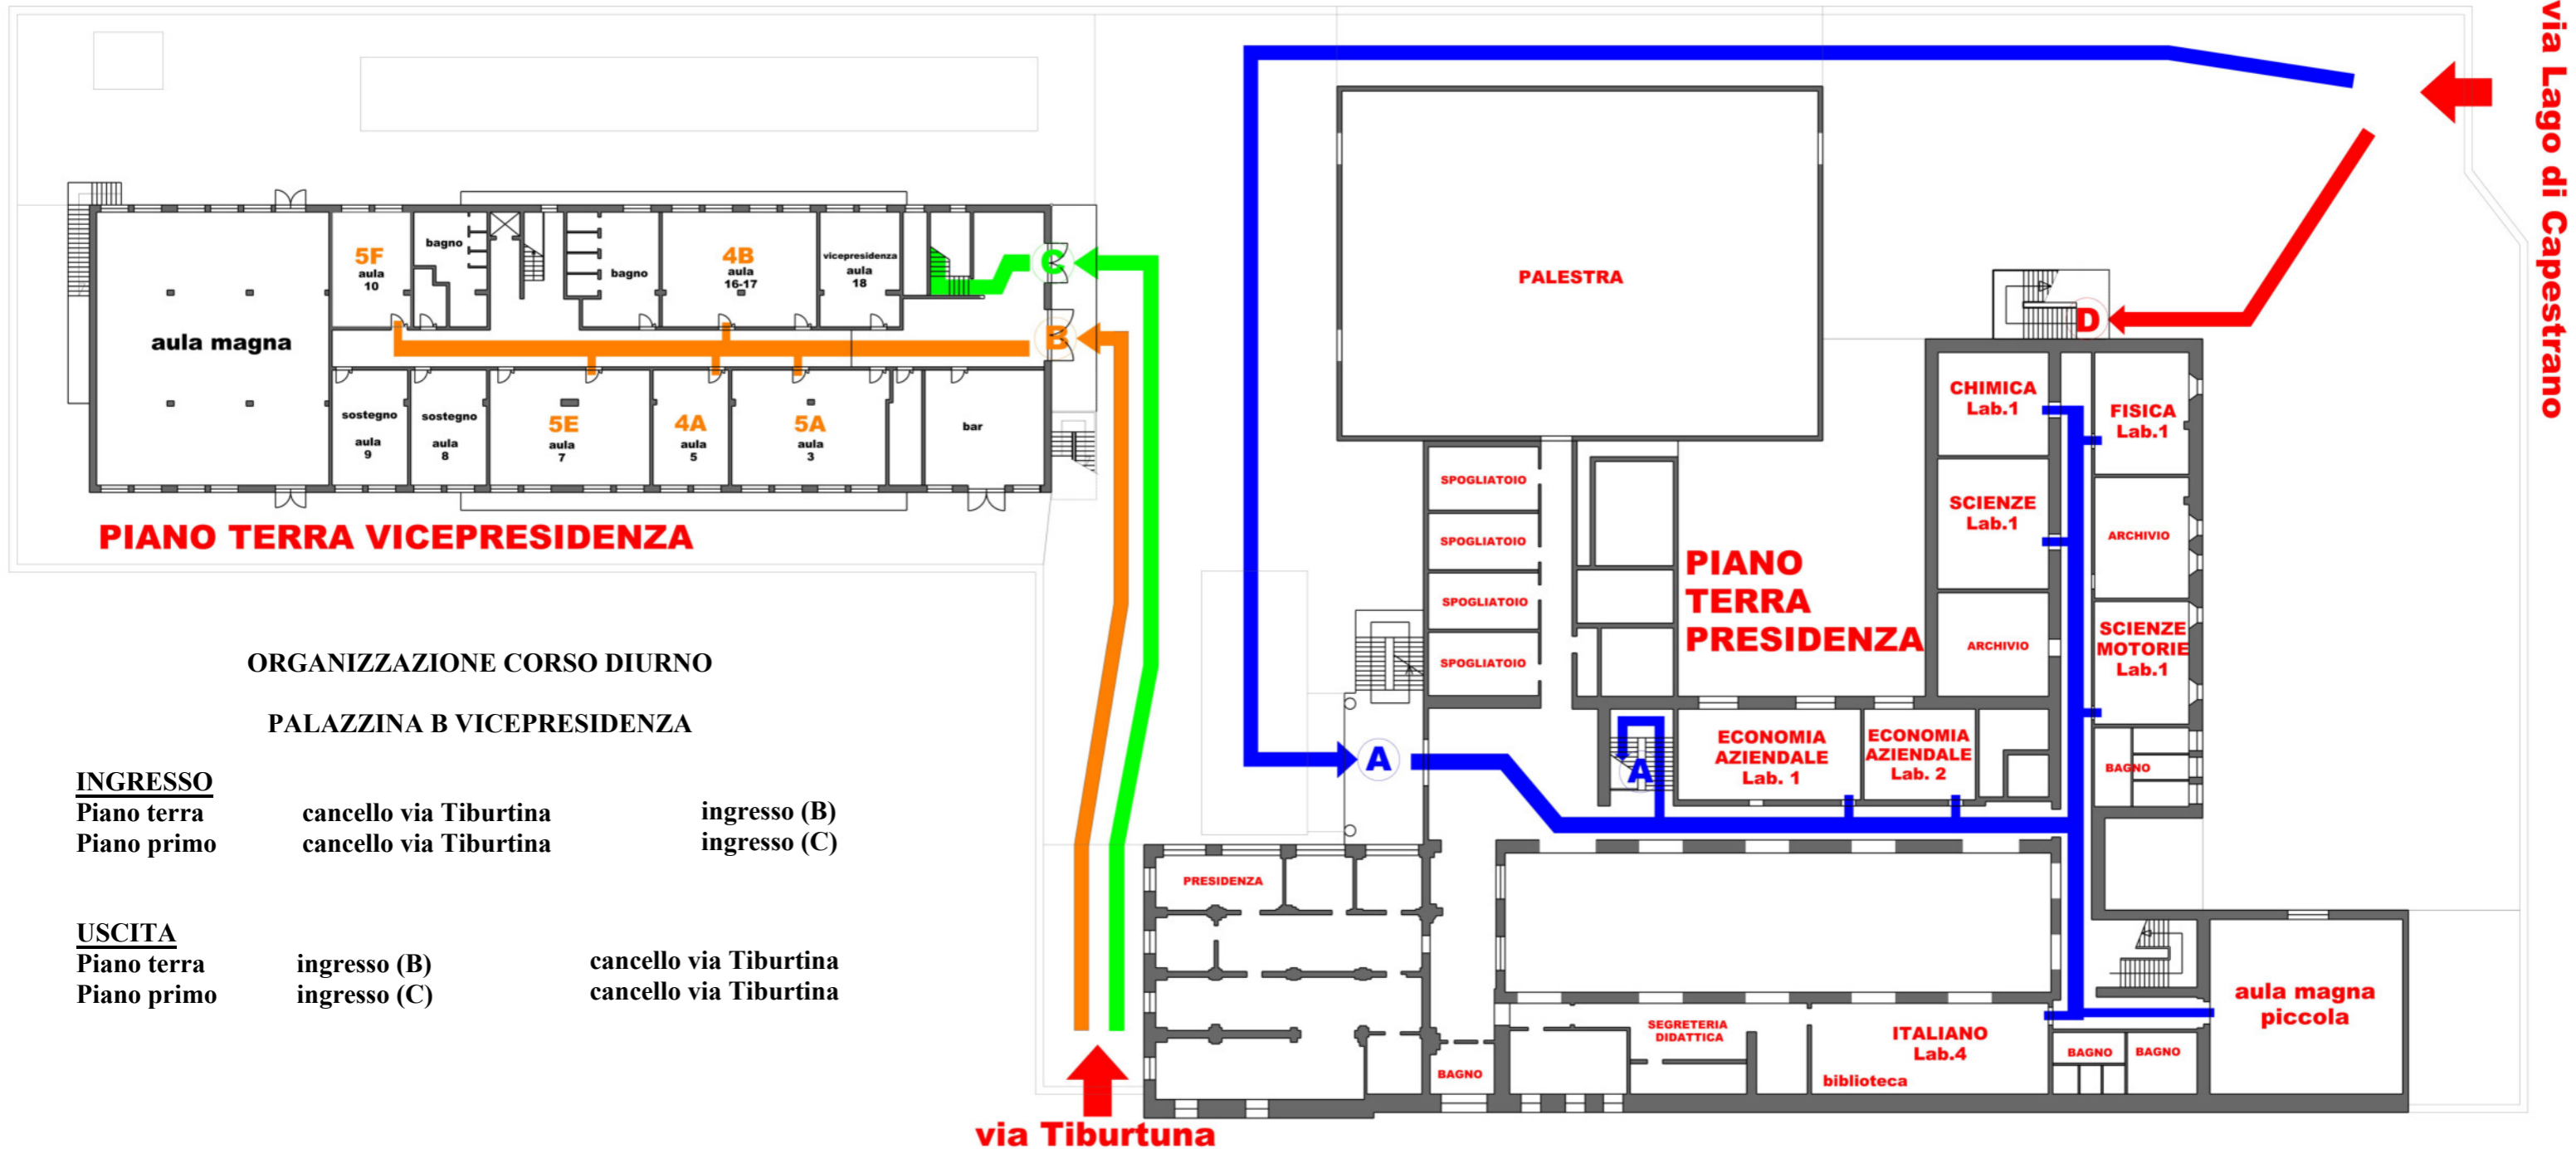 via Lago di Capestrano
PALESTRA
5F
aula
10
bagno
bagno
4B
aula
16-17
vicepresidenza
aula
18
C
B
D
aula magna
sostegno
aula
9
sostegno
aula
8
5E
aula
7
4A
aula
5
5A
aula
3
bar
PIANO TERRA VICEPRESIDENZA
CHIMICA
Lab.1
FISICA
Lab.1
SCIENZE
Lab.1
ARCHIVIO
ARCHIVIO
SCIENZE
MOTORIE
Lab.1
BAGNO
SPOGLIATOIO
SPOGLIATOIO
SPOGLIATOIO
SPOGLIATOIO
PIANO
TERRA
PRESIDENZA
A
A
ECONOMIA
AZIENDALE
Lab. 1
ECONOMIA
AZIENDALE
Lab. 2
PRESIDENZA
BAGNO
SEGRETERIA
DIDATTICA
ITALIANO
Lab.4
biblioteca
BAGNO
BAGNO
aula magna
piccola
ORGANIZZAZIONE CORSO DIURNO
PALAZZINA B VICEPRESIDENZA
INGRESSO
Piano terra cancello via Tiburtina ingresso (B)
Piano primo cancello via Tiburtina ingresso (C)
USCITA
Piano terra ingresso (B) cancello via Tiburtina
Piano primo ingresso (C) cancello via Tiburtina
via Tiburtuna